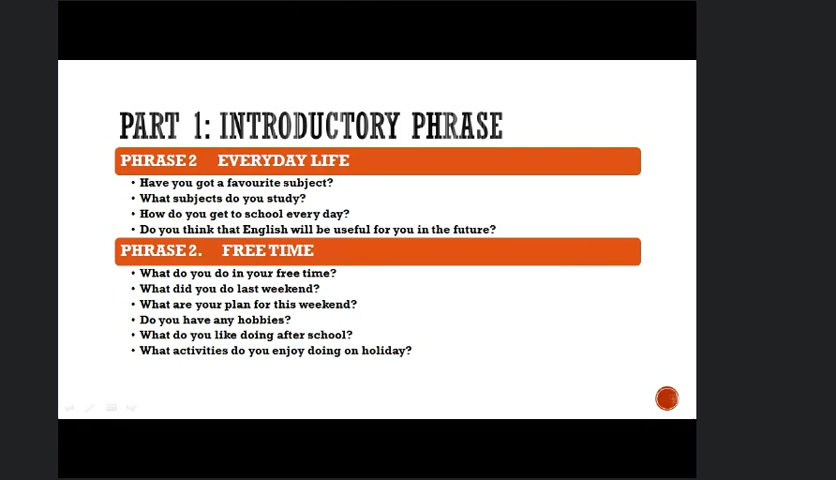 PART 1: INTRODUCTORY PHRASE
PHRASE 2 EVERYDAY LIFE
• Have you got a favourite subject?
• What subjects do you study?
• How do you get to school every day?
• Do you think that English will be useful for you in the future?
PHRASE 2. FREE TIME
• What do you do in your free time?
• What did you do last weekend?
• What are your plan for this weekend?
• Do you have any hobbies?
• What do you like doing after school?
• What activities do you enjoy doing on holiday?